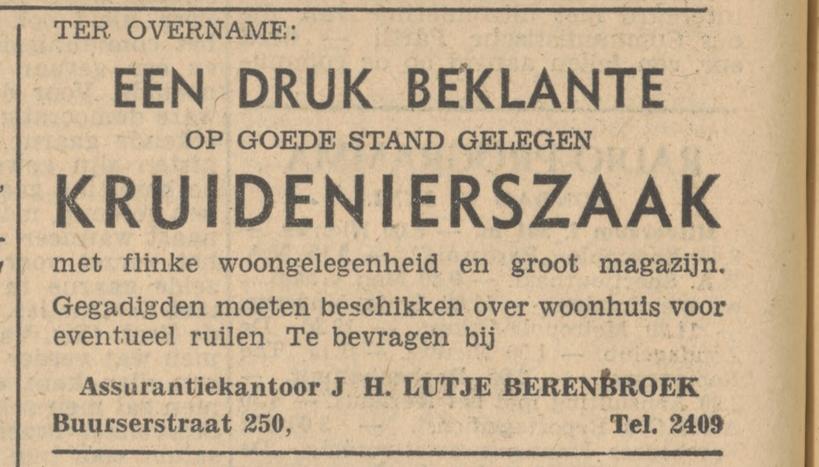 TER OVERNAME:
EEN DRUK BEKLANTE
OP GOEDE STAND GELEGEN
KRUIDENIERSZAAK
met flinke woongelegenheid en groot magazijn.
Gegadigden moeten beschikken over woonhuis voor
eventueel ruilen Te bevragen bij
Assurantiekantoor J H. LUTJE BERENBROEK
Buurserstraat 250, Tel. 2409